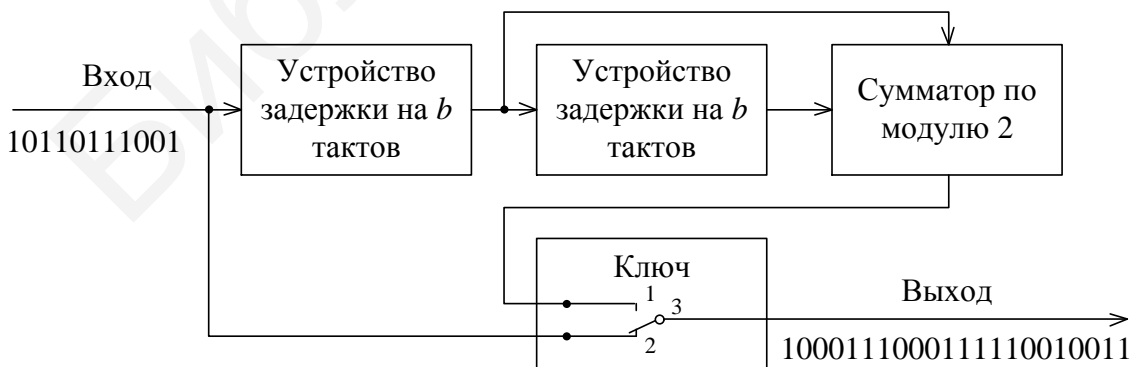 Вход
10110111001
Устройство
задержки на b
тактов
Устройство
задержки на b
тактов
Сумматор по
модулю 2
Ключ
1
3
2
Выход
1000111000111110010011